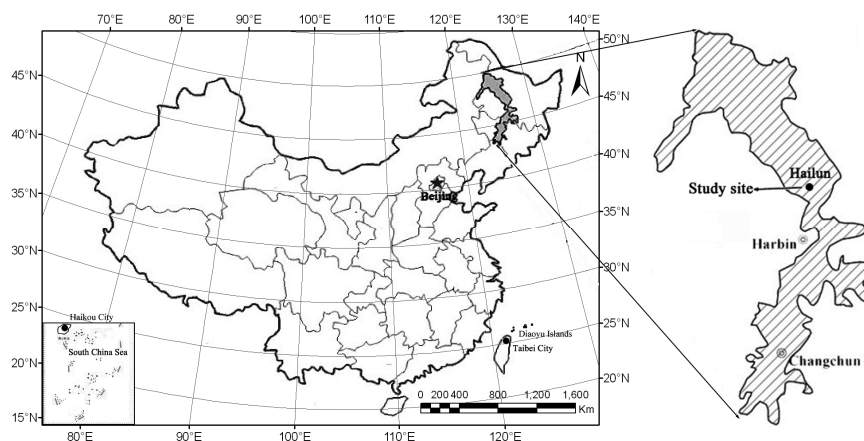 70°E 80°E 90°E 100°E 110°E 120°E 130°E 140°E
50°N
45°N
45°N
40°N
40°N
35°N
35°N
30°N
30°N
25°N
25°N
20°N
20°N
15°N
N
Beijing
Haikou City
South China Sea
Diaoyu Islands
Taibei City
0 200 400 800 1,200 1,600
Km
80°E 90°E 100°E 110°E 120°E 130°E
Hailun
Study site
Harbin
Changchun